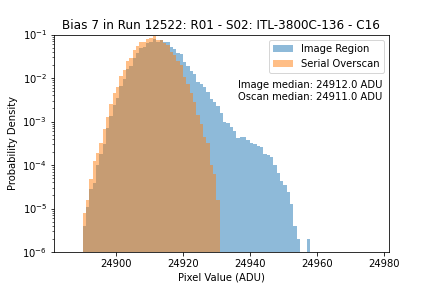 Bias 7 in Run 12522: R01 - S02: ITL-3800C-136 - C16
Image Region
Serial Overscan
Image median: 24912.0 ADU
Oscan median: 24911.0 ADU
Probability Density
10⁻¹
10⁻²
10⁻³
10⁻⁴
10⁻⁵
10⁻⁶
24900 24920 24940 24960 24980
Pixel Value (ADU)